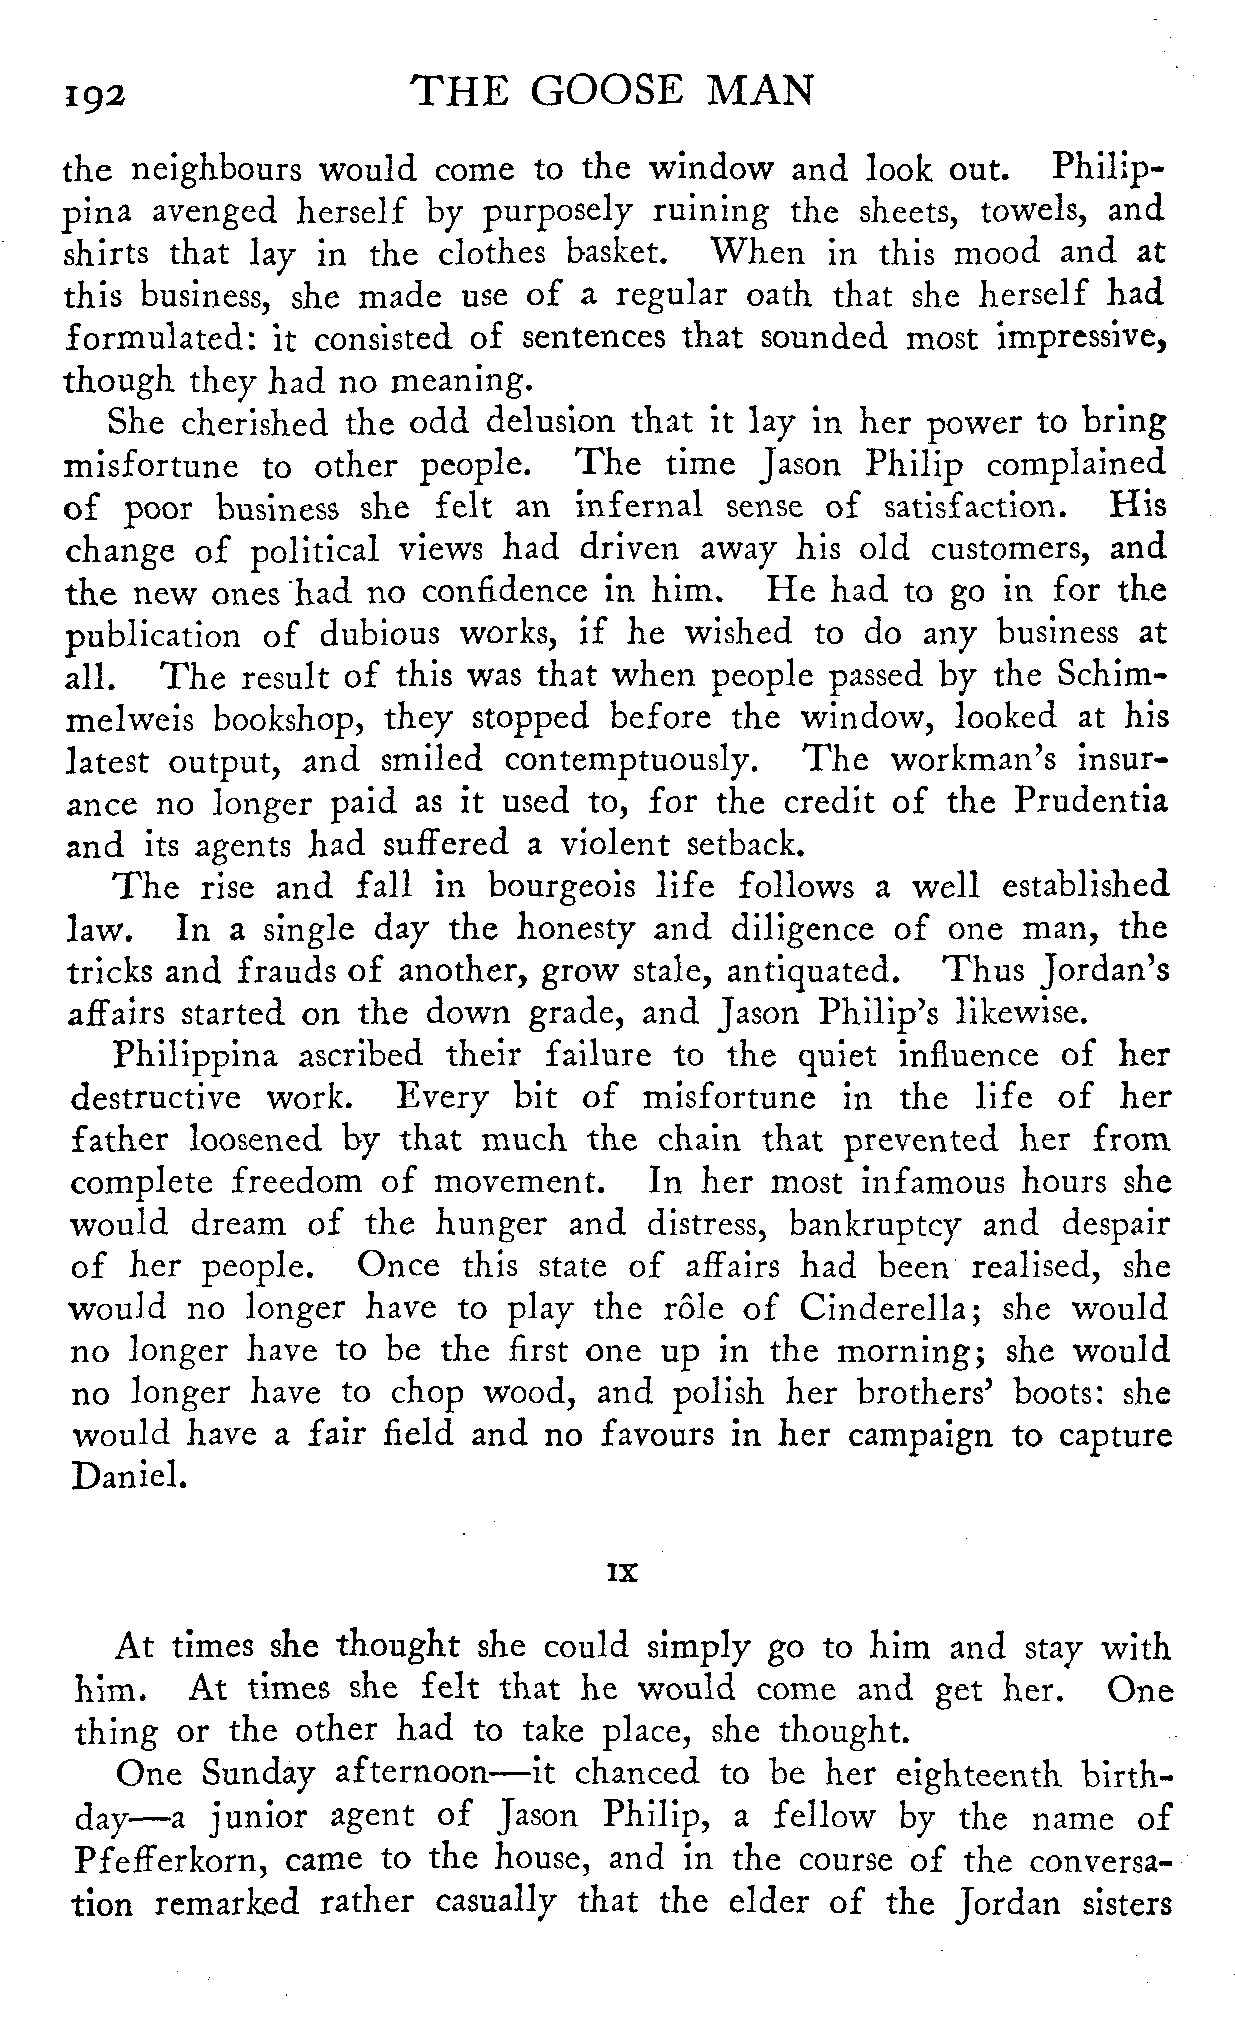 192 THE GOOSE MAN
the neighbours would come to the window and look out. Philip-
pina avenged herself by purposely ruining the sheets, towels, and
shirts that lay in the clothes basket. When in this mood and at
this business, she made use of a regular oath that she herself had
formulated: it consisted of sentences that sounded most impressive,
though they had no meaning.
She cherished the odd delusion that it lay in her power to bring
misfortune to other people. The time Jason Philip complained
of poor business she felt an infernal sense of satisfaction. His
change of political views had driven away his old customers, and
the new ones had no confidence in him. He had to go in for the
publication of dubious works, if he wished to do any business at
all. The result of this was that when people passed by the Schim-
melweis bookshop, they stopped before the window, looked at his
latest output, and smiled contemptuously. The workman's insur-
ance no longer paid as it used to, for the credit of the Prudentia
and its agents had suffered a violent setback.
The rise and fall in bourgeois life follows a well established
law. In a single day the honesty and diligence of one man, the
tricks and frauds of another, grow stale, antiquated. Thus Jordan's
affairs started on the down grade, and Jason Philip's likewise.
Philippina ascribed their failure to the quiet influence of her
destructive work. Every bit of misfortune in the life of her
father loosened by that much the chain that prevented her from
complete freedom of movement. In her most infamous hours she
would dream of the hunger and distress, bankruptcy and despair
of her people. Once this state of affairs had been realised, she
would no longer have to play the rôle of Cinderella; she would
no longer have to be the first one up in the morning; she would
no longer have to chop wood, and polish her brothers' boots: she
would have a fair field and no favours in her campaign to capture
Daniel.
IX
At times she thought she could simply go to him and stay with
him. At times she felt that he would come and get her. One
thing or the other had to take place, she thought.
One Sunday afternoon—it chanced to be her eighteenth birth-
day—a junior agent of Jason Philip, a fellow by the name of
Pfefferkorn, came to the house, and in the course of the conversa-
tion remarked rather casually that the elder of the Jordan sisters